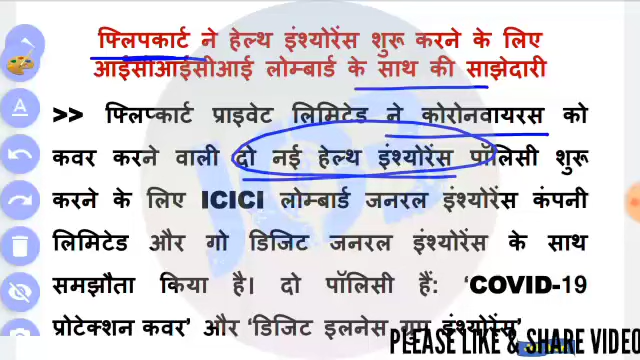 फ्लिपकार्ट ने हेल्थ इंश्योरेंस शुरू करने के लिए
आईसीआईसीआई लोम्बार्ड के साथ की साझेदारी
>> फ्लिप्कार्ट प्राइवेट लिमिटेड ने कोरोनवायरस को
कवर करने वाली दो नई हेल्थ इंश्योरेंस पॉलिसी शुरू
करने के लिए ICICI लोम्बार्ड जनरल इंश्योरेंस कंपनी
लिमिटेड और गो डिजिट जनरल इंश्योरेंस के साथ
समझौता किया है। दो पॉलिसी हैं: ‘COVID-19
प्रोटेक्शन कवर’ और ‘डिजिट इलनेस ग्रुप इंश्योरेंस’
PLEASE LIKE & SHARE VIDEO